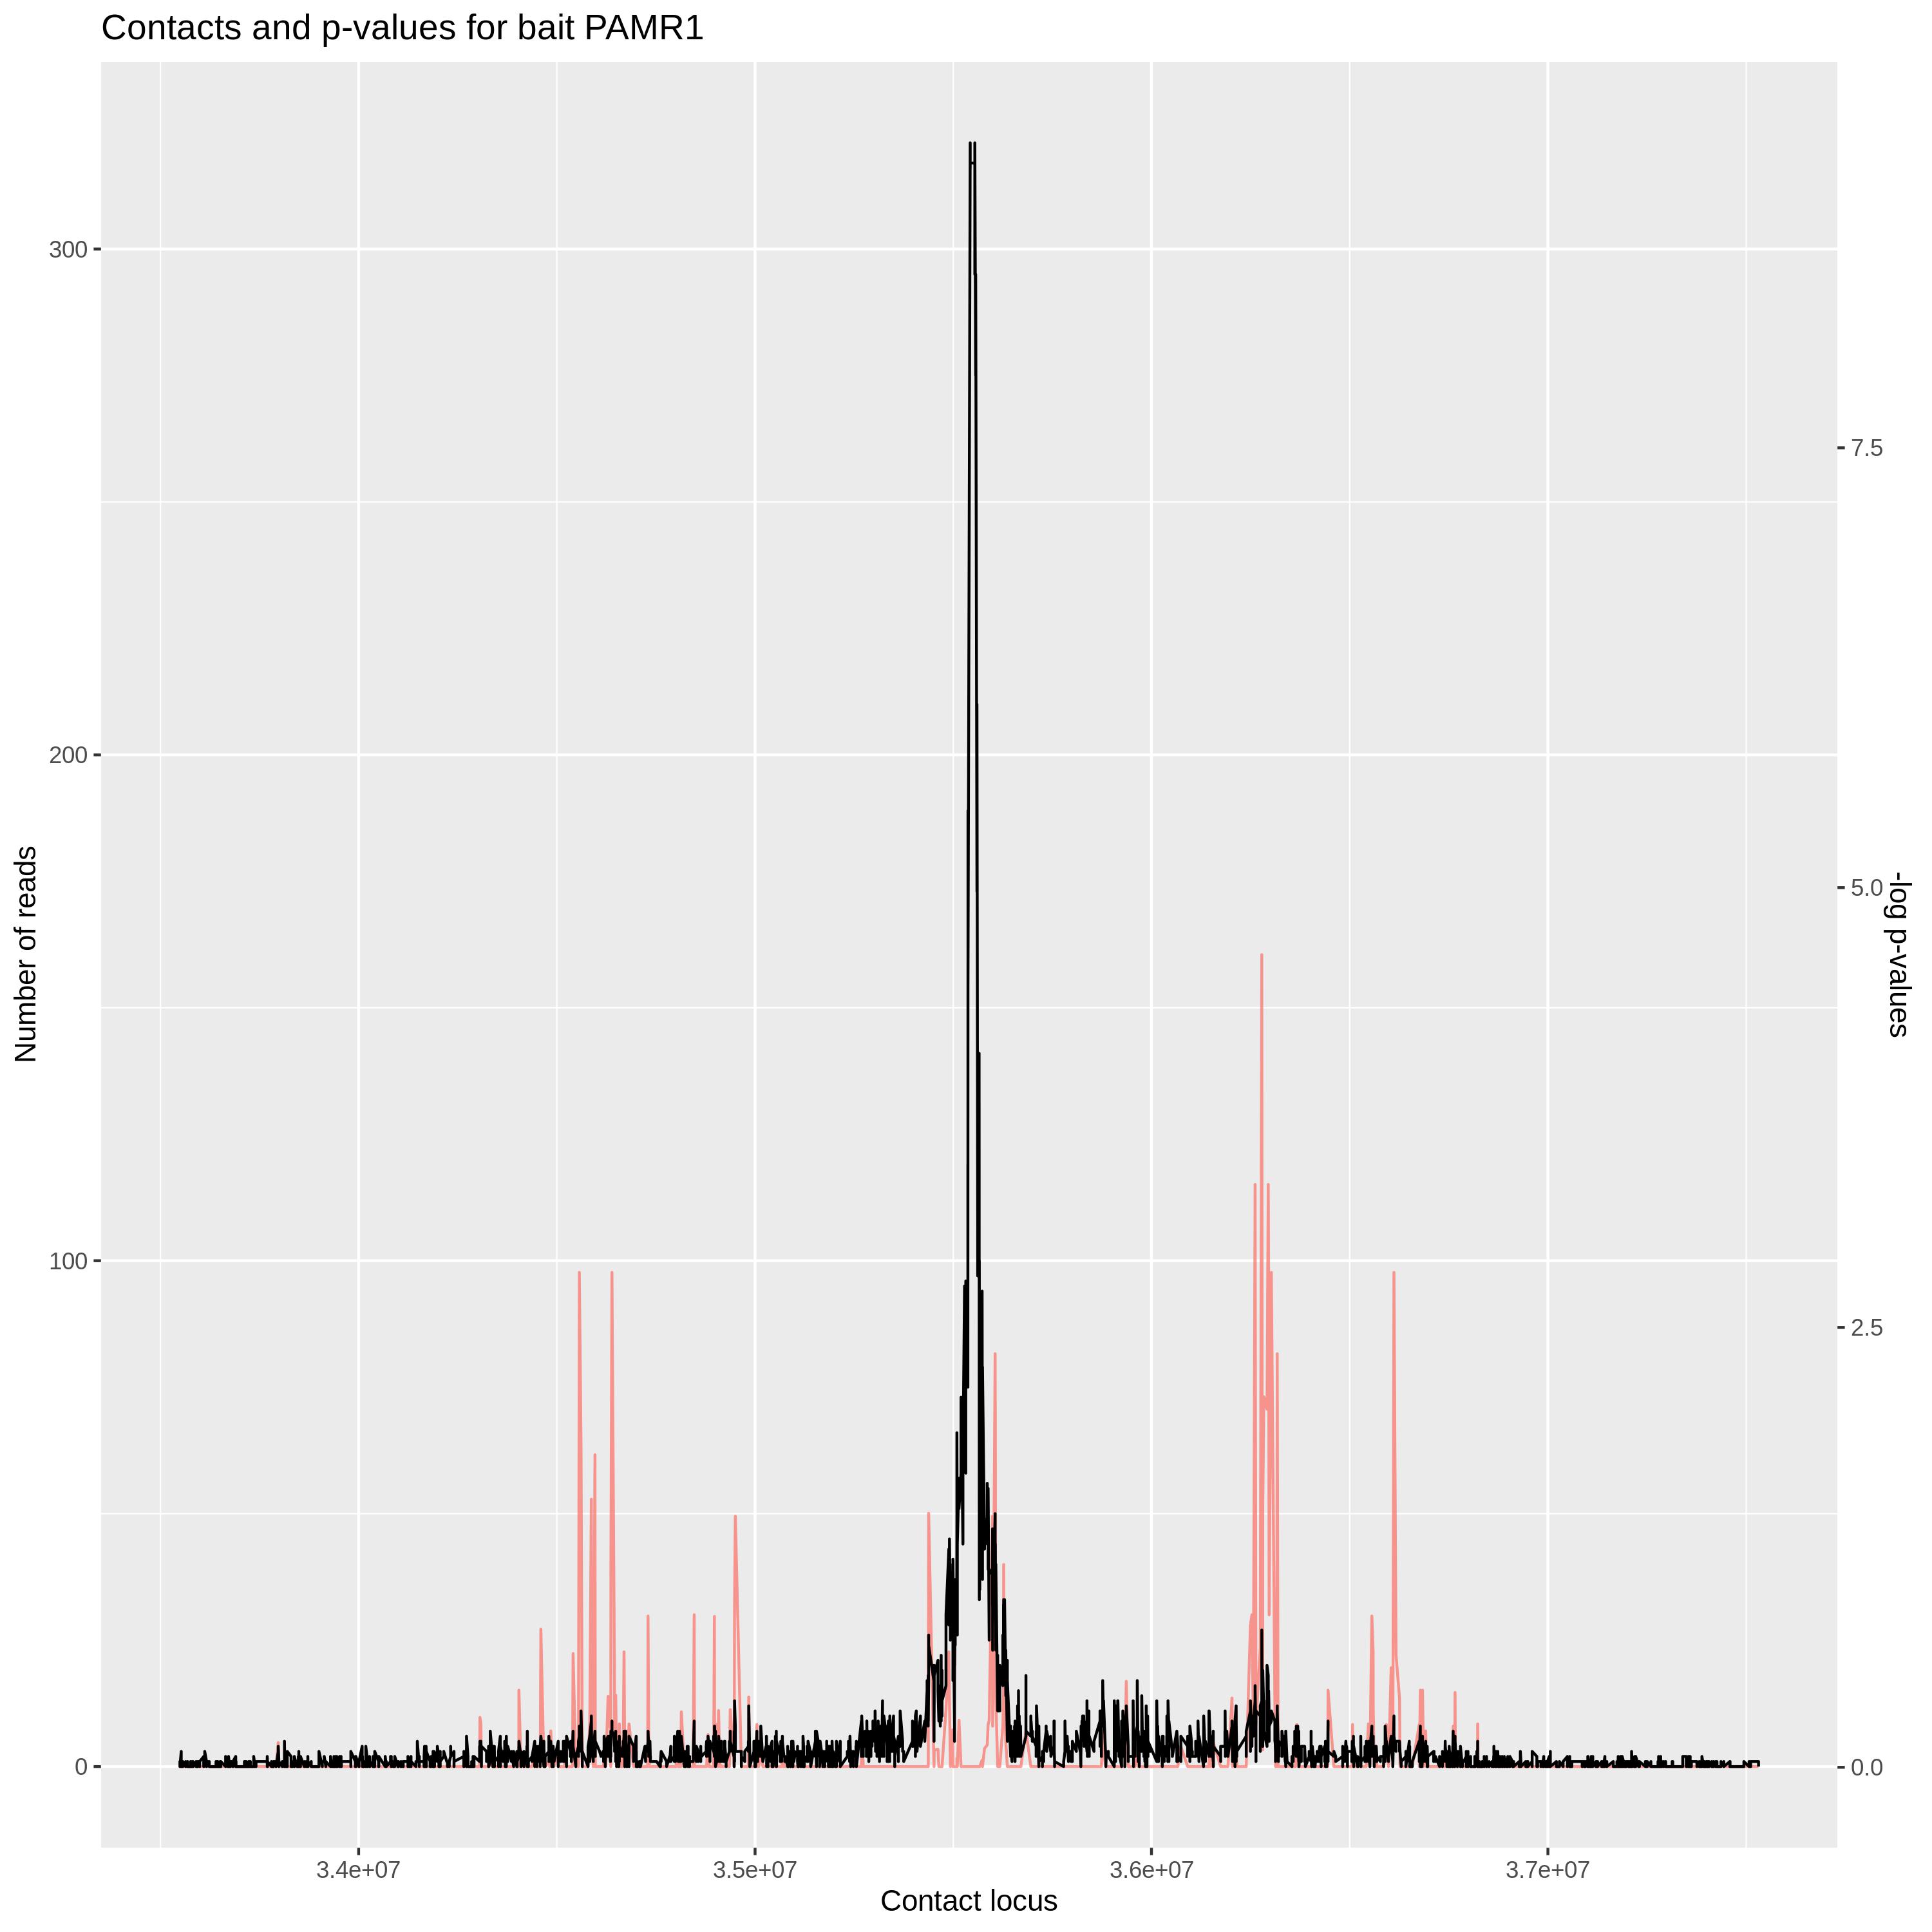 Contacts and p-values for bait PAMR1
300
200
100
0
Number of reads
7.5
5.0
2.5
0.0
-log p-values
3.4e+07 3.5e+07 3.6e+07 3.7e+07
Contact locus